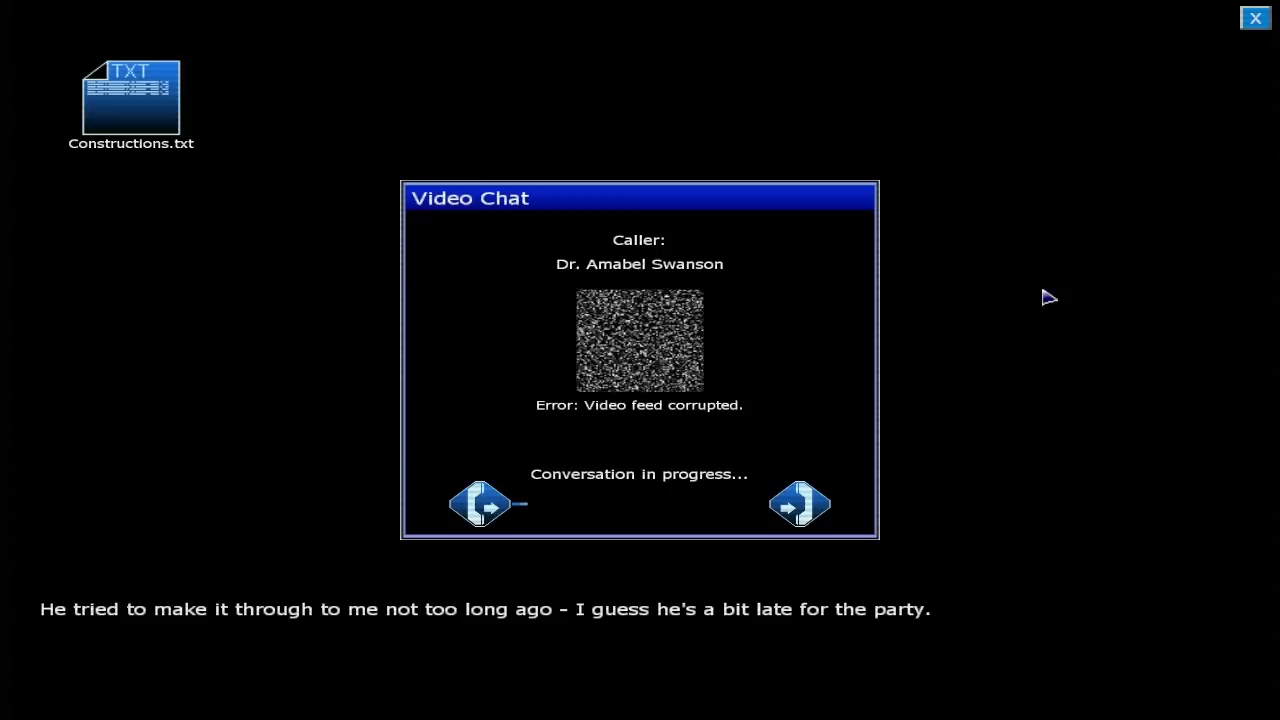 X
TXT
Constructions.txt
Video Chat
Caller:
Dr. Amabel Swanson
Error: Video feed corrupted.
Conversation in progress...
He tried to make it through to me not too long ago - I guess he's a bit late for the party.